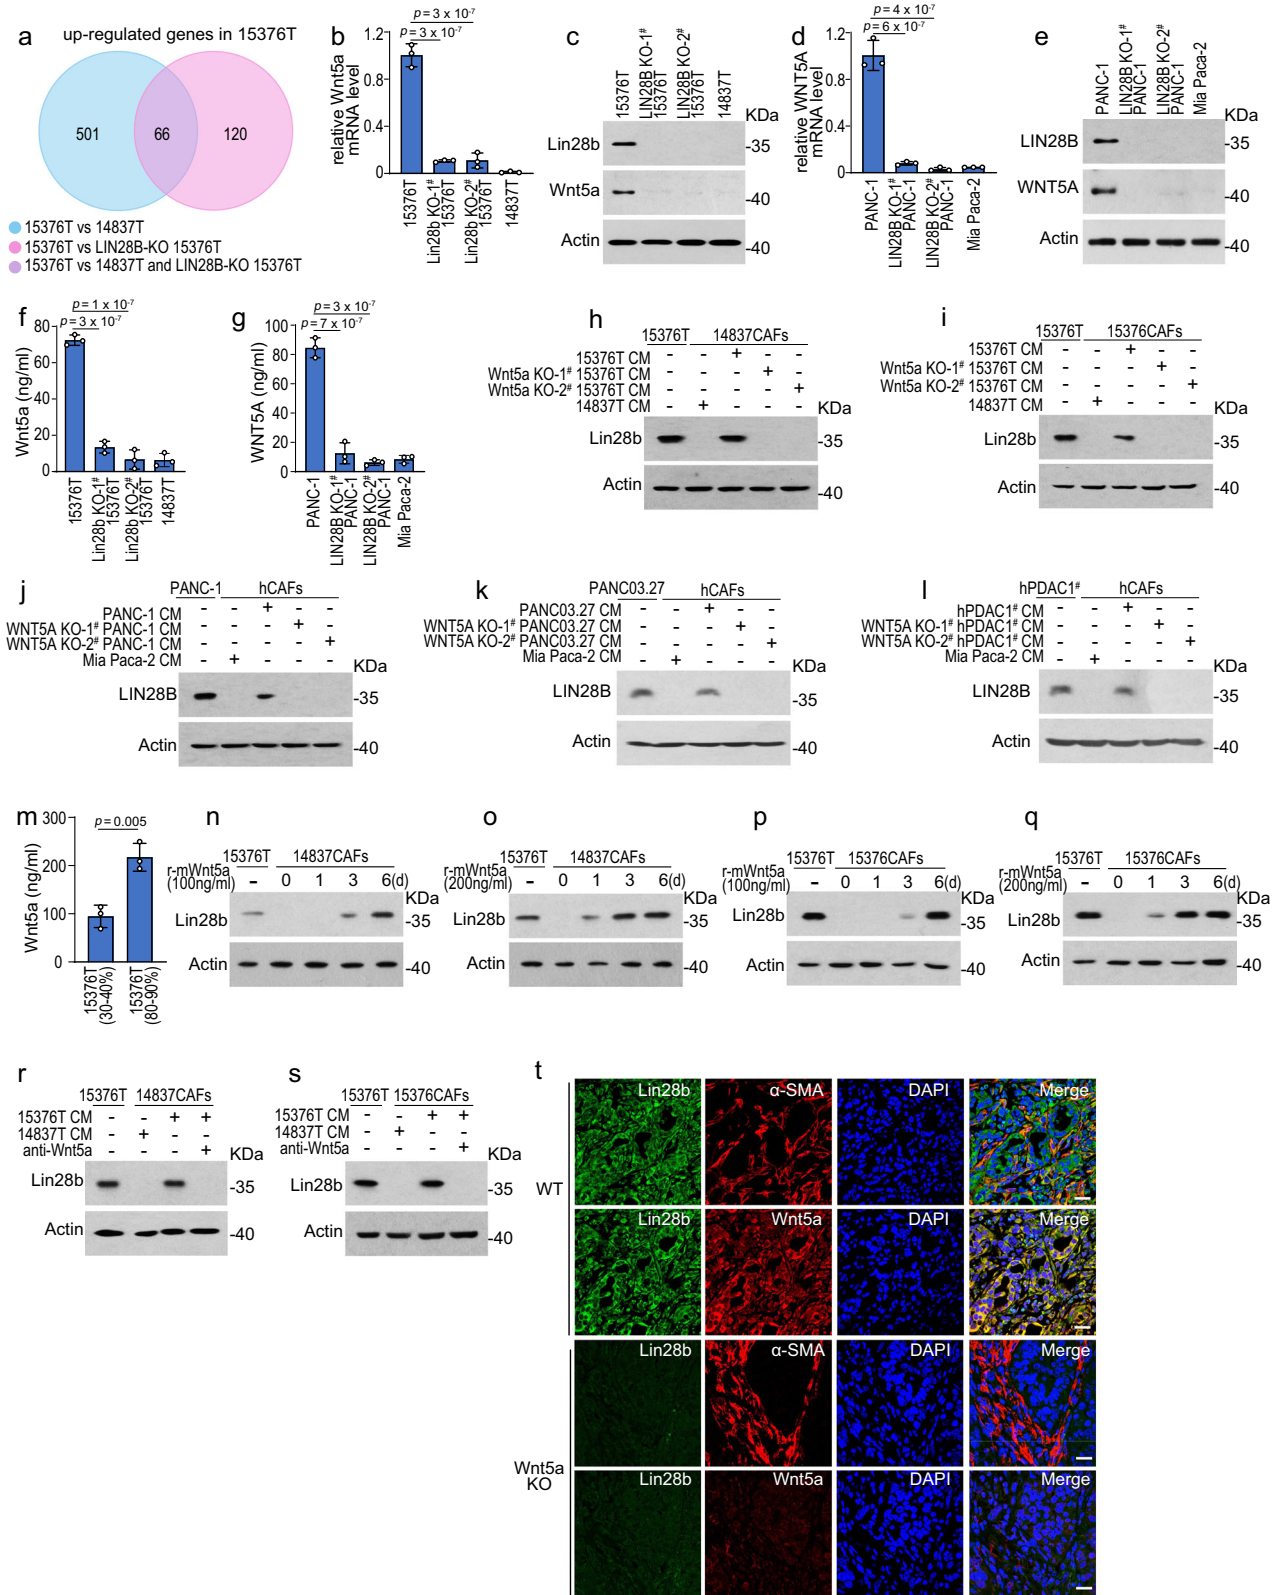 a
up-regulated genes in 15376T
501
66
120
15376T vs 14837T
15376T vs LIN28B-KO 15376T
15376T vs 14837T and LIN28B-KO 15376T
b
p = 3 x 10-7
p = 3 x 10-7
relative Wnt5a
mRNA level
1.2
0.8
0.4
0
15376T
Lin28b KO-1#
15376T
Lin28b KO-2#
15376T
14837T
c
15376T
LIN28B KO-1#
15376T
LIN28B KO-2#
15376T
14837T
KDa
Lin28b
-35
Wnt5a
-40
Actin
-40
d
p = 4 x 10-7
p = 6 x 10-7
relative WNT5A
mRNA level
1.2
0.8
0.4
0
PANC-1
LIN28B KO-1#
PANC-1
LIN28B KO-2#
PANC-1
Mia Paca-2
e
PANC-1
LIN28B KO-1#
PANC-1
LIN28B KO-2#
PANC-1
Mia Paca-2
KDa
LIN28B
-35
WNT5A
-40
Actin
-40
f
p = 1 x 10-7
p = 3 x 10-7
Wnt5a (ng/ml)
80
60
40
20
0
15376T
Lin28b KO-1#
15376T
Lin28b KO-2#
15376T
14837T
g
p = 3 x 10-7
p = 7 x 10-7
WNT5A (ng/ml)
100
80
60
40
20
0
PANC-1
LIN28B KO-1#
PANC-1
LIN28B KO-2#
PANC-1
Mia Paca-2
h
15376T 14837CAFs
15376T CM - - + - -
Wnt5a KO-1# 15376T CM - - - + -
Wnt5a KO-2# 15376T CM - - - - +
14837T CM - + - - -
KDa
Lin28b
-35
Actin
-40
i
15376T 15376CAFs
15376T CM - - + - -
Wnt5a KO-1# 15376T CM - - - + -
Wnt5a KO-2# 15376T CM - - - - +
14837T CM - + - - -
KDa
Lin28b
-35
Actin
-40
j
PANC-1 hCAFs
PANC-1 CM - - + - -
WNT5A KO-1# PANC-1 CM - - - + -
WNT5A KO-2# PANC-1 CM - - - - +
Mia Paca-2 CM - + - - -
KDa
LIN28B
-35
Actin
-40
k
PANC03.27 hCAFs
PANC03.27 CM - - + - -
WNT5A KO-1# PANC03.27 CM - - - + -
WNT5A KO-2# PANC03.27 CM - - - - +
Mia Paca-2 CM - + - - -
KDa
LIN28B
-35
Actin
-40
l
hPDAC1# hCAFs
hPDAC1# CM - - + - -
WNT5A KO-1# hPDAC1# CM - - - + -
WNT5A KO-2# hPDAC1# CM - - - - +
Mia Paca-2 CM - + - - -
KDa
LIN28B
-35
Actin
-40
m
p = 0.005
Wnt5a (ng/ml)
300
200
100
0
15376T
(30-40%)
15376T
(80-90%)
n
15376T 14837CAFs
r-mWnt5a
(100ng/ml) - 0 1 3 6(d)
KDa
Lin28b
-35
Actin
-40
o
15376T 14837CAFs
r-mWnt5a
(200ng/ml) - 0 1 3 6(d)
KDa
Lin28b
-35
Actin
-40
p
15376T 15376CAFs
r-mWnt5a
(100ng/ml) - 0 1 3 6(d)
KDa
Lin28b
-35
Actin
-40
q
15376T 15376CAFs
r-mWnt5a
(200ng/ml) - 0 1 3 6(d)
KDa
Lin28b
-35
Actin
-40
r
15376T 14837CAFs
15376T CM - - + +
14837T CM - + - -
anti-Wnt5a - - - +
KDa
Lin28b
-35
Actin
-40
s
15376T 15376CAFs
15376T CM - - + +
14837T CM - + - -
anti-Wnt5a - - - +
KDa
Lin28b
-35
Actin
-40
t
WT
Lin28b α-SMA DAPI Merge
Lin28b Wnt5a DAPI Merge
Wnt5a
KO
Lin28b α-SMA DAPI Merge
Lin28b Wnt5a DAPI Merge